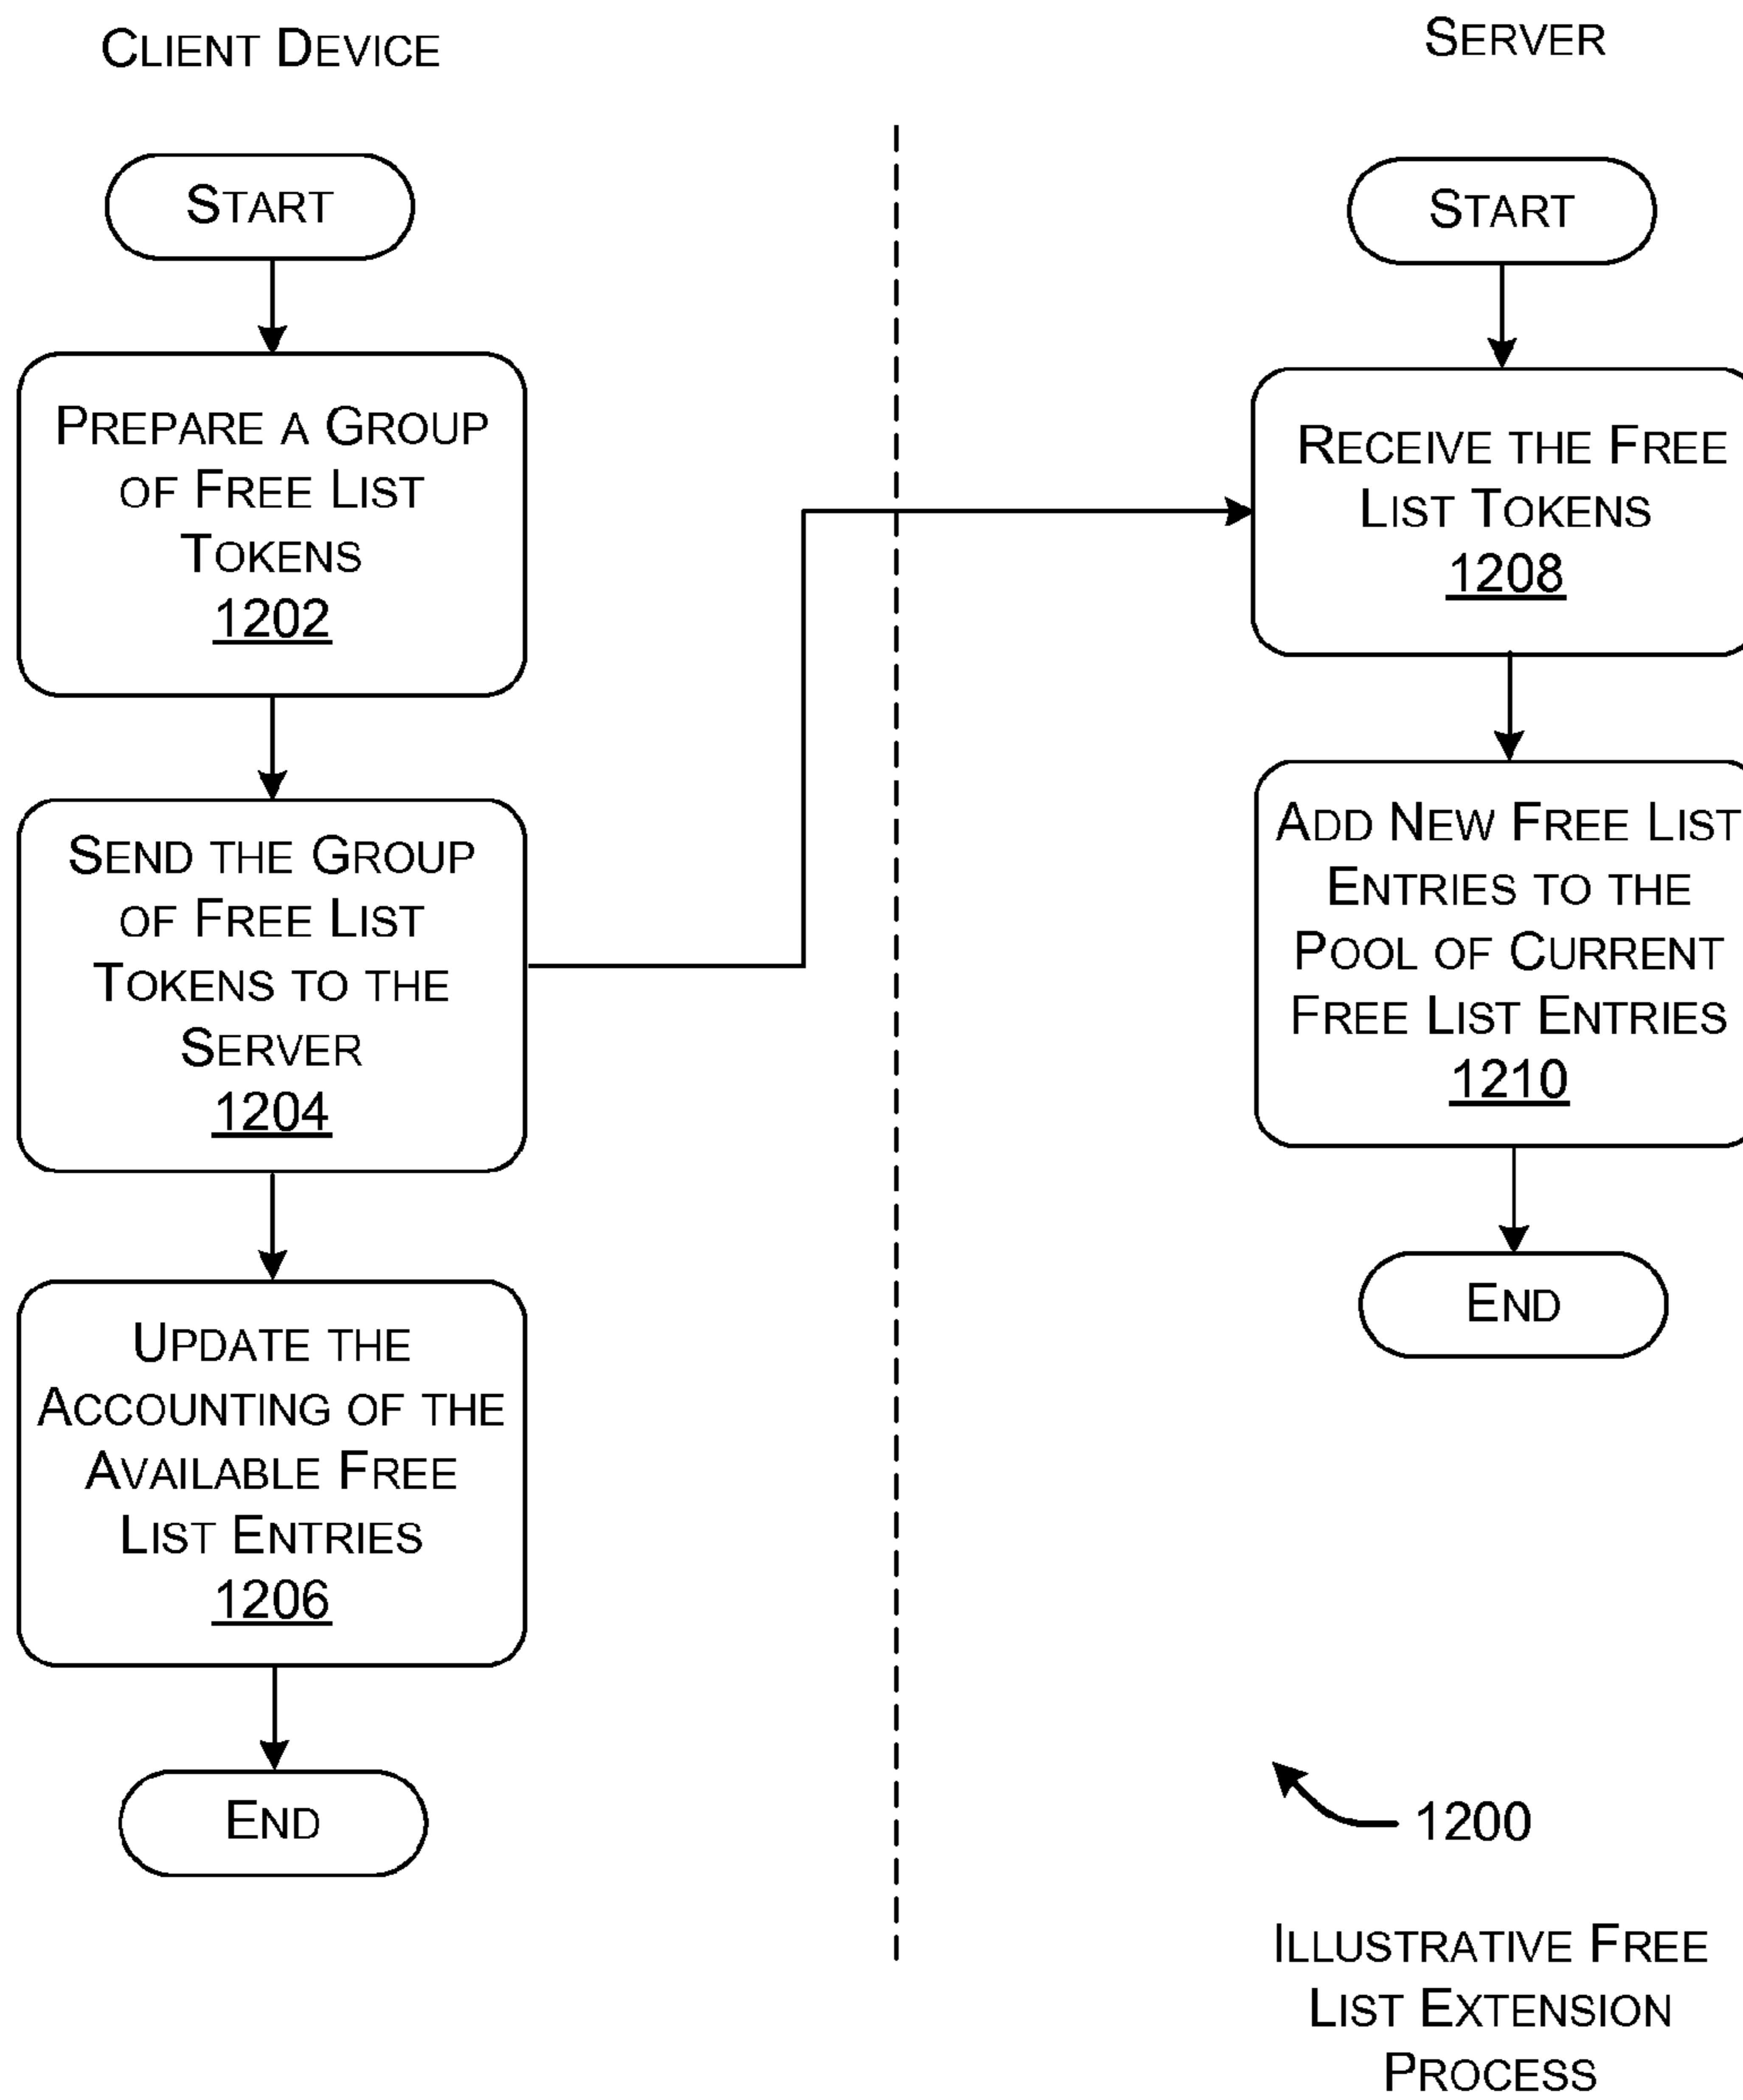 CLIENT DEVICE
START
PREPARE A GROUP
OF FREE LIST
TOKENS
1202
SEND THE GROUP
OF FREE LIST
TOKENS TO THE
SERVER
1204
UPDATE THE
ACCOUNTING OF THE
AVAILABLE FREE
LIST ENTRIES
1206
END
SERVER
START
RECEIVE THE FREE
LIST TOKENS
1208
ADD NEW FREE LIST
ENTRIES TO THE
POOL OF CURRENT
FREE LIST ENTRIES
1210
END
1200
ILLUSTRATIVE FREE
LIST EXTENSION
PROCESS